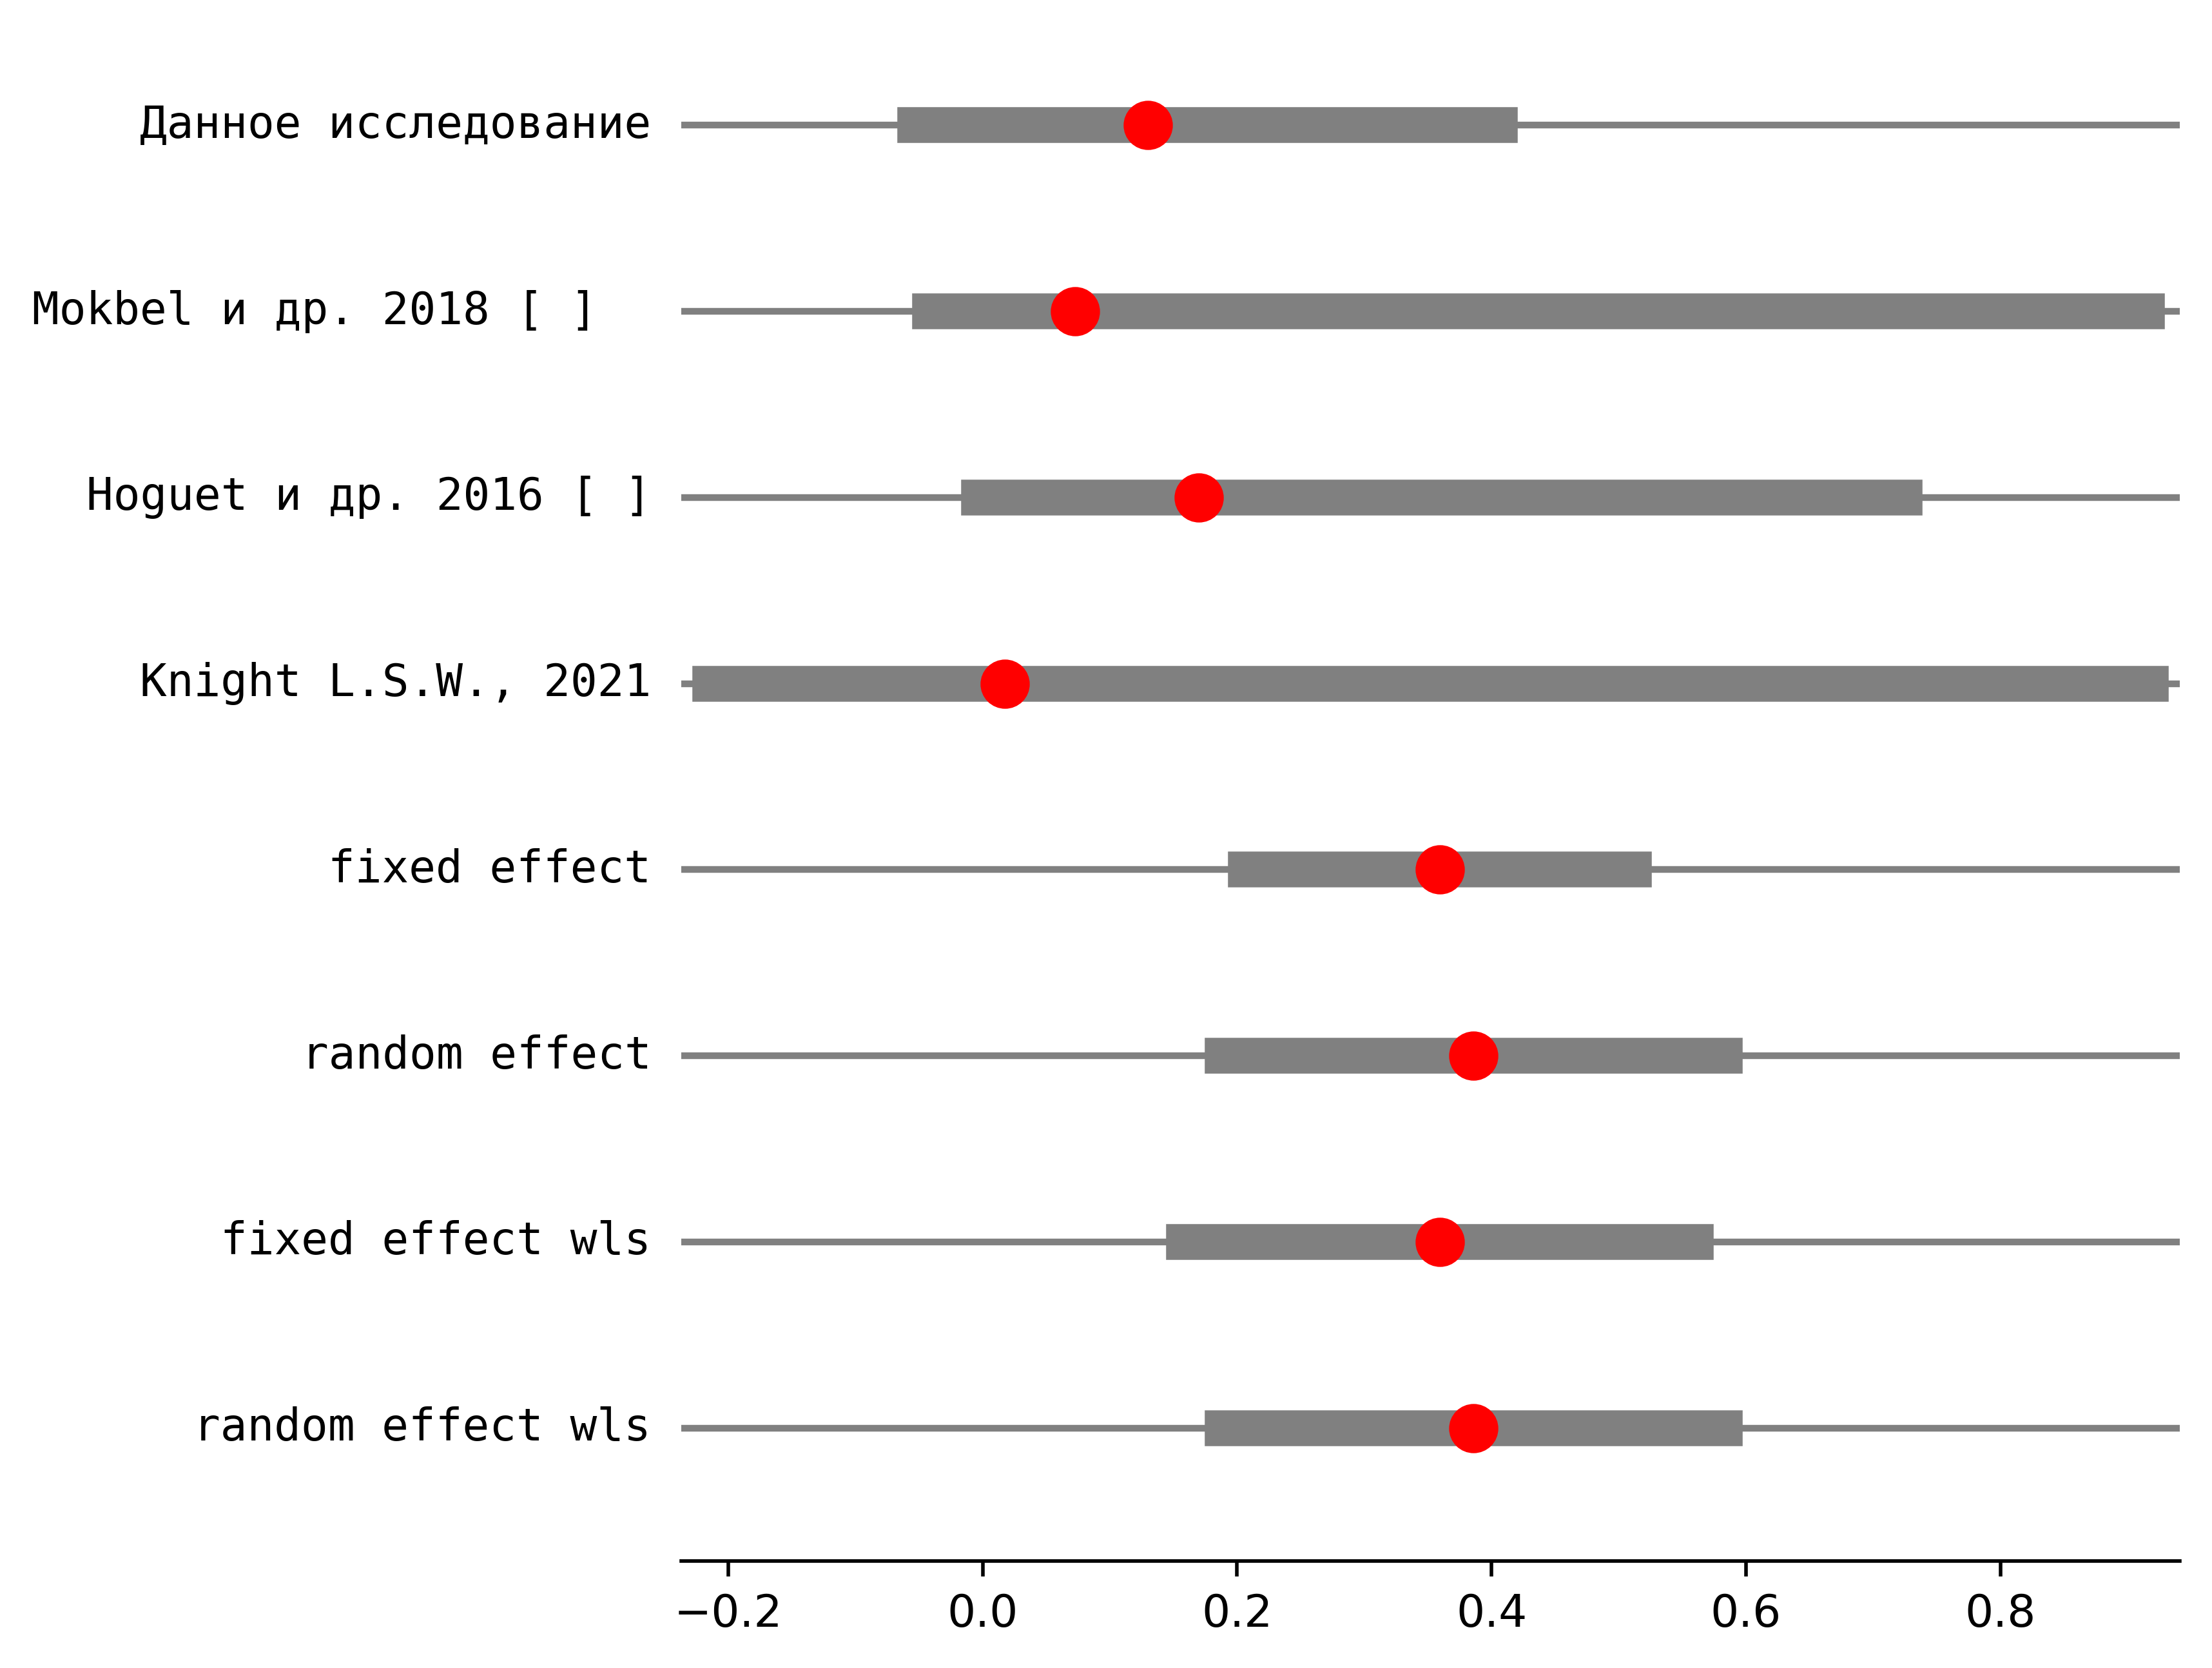 Данное исследование
Mokbel и др. 2018 [ ]
Hoguet и др. 2016 [ ]
Knight L.S.W., 2021
fixed effect
random effect
fixed effect wls
random effect wls
−0.2 0.0 0.2 0.4 0.6 0.8